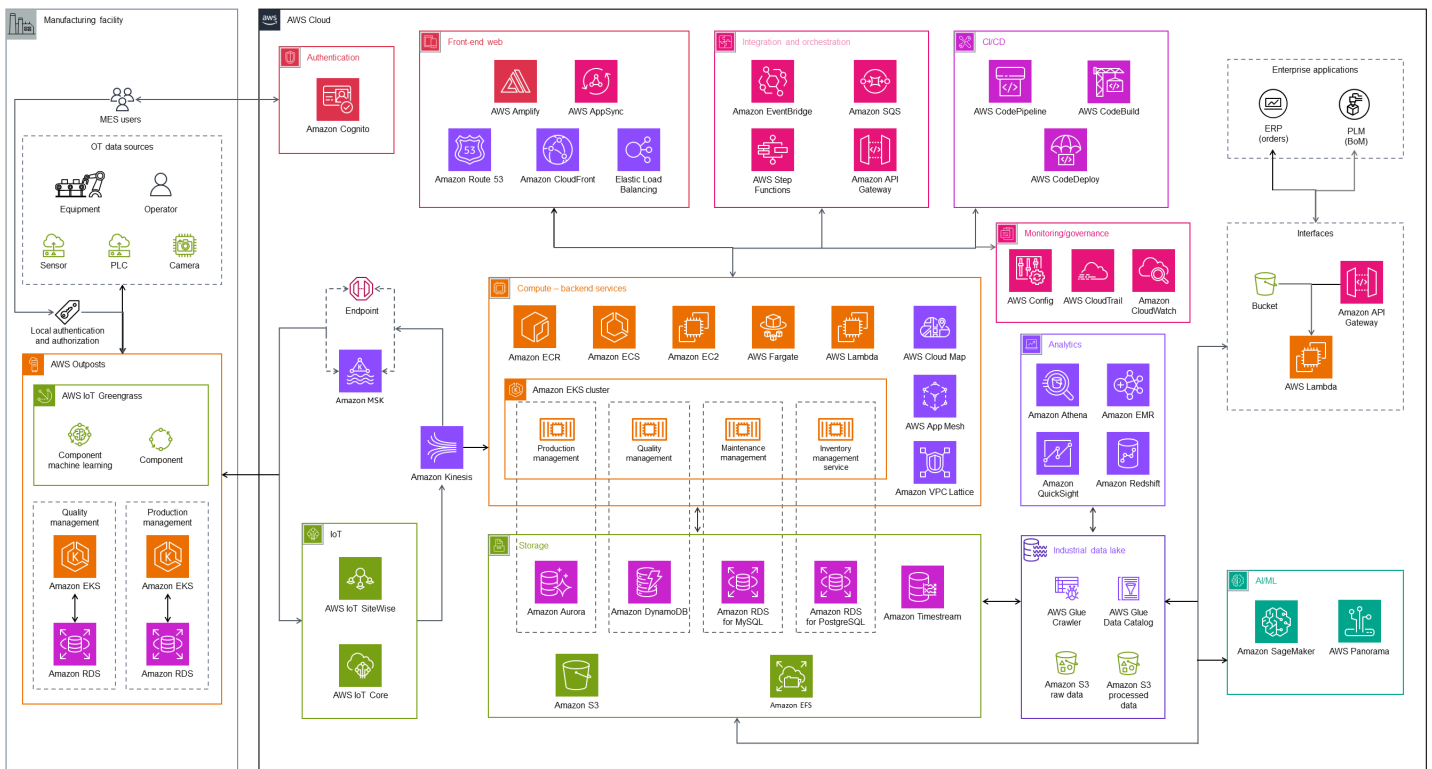 Manufacturing facility
MES users
OT data sources
Equipment
Operator
Sensor
PLC
Camera
Local authentication
and authorization
AWS Outposts
AWS IoT Greengrass
Component
machine learning
Component
Quality
management
Amazon EKS
Amazon RDS
Production
management
Amazon EKS
Amazon RDS
aws
AWS Cloud
Authentication
Amazon Cognito
Front-end web
AWS Amplify
AWS AppSync
53
Amazon Route 53
Amazon CloudFront
Elastic Load
Balancing
Integration and orchestration
Amazon EventBridge
Amazon SQS
AWS Step
Functions
Amazon API
Gateway
CI/CD
AWS CodePipeline
AWS CodeBuild
AWS CodeDeploy
Monitoring/governance
AWS Config
AWS CloudTrail
Amazon
CloudWatch
Enterprise applications
ERP
(orders)
PLM
(BoM)
Interfaces
Bucket
Amazon API
Gateway
AWS Lambda
Endpoint
Amazon MSK
Amazon Kinesis
IoT
AWS IoT SiteWise
AWS IoT Core
Compute – backend services
Amazon ECR
Amazon ECS
Amazon EC2
AWS Fargate
AWS Lambda
AWS Cloud Map
AWS App Mesh
Amazon VPC Lattice
Amazon EKS cluster
Production
management
Quality
management
Maintenance
management
Inventory
management
service
Storage
Amazon Aurora
Amazon DynamoDB
Amazon RDS
for MySQL
Amazon RDS
for PostgreSQL
Amazon Timestream
Amazon S3
Amazon EFS
Analytics
Amazon Athena
Amazon EMR
Amazon
QuickSight
Amazon Redshift
Industrial data lake
AWS Glue
Crawler
AWS Glue
Data Catalog
Amazon S3
raw data
Amazon S3
processed
data
AI/ML
Amazon SageMaker
AWS Panorama